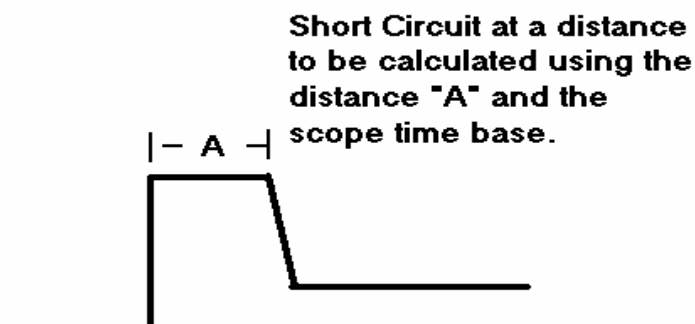 Short Circuit at a distance
to be calculated using the
distance "A" and the
scope time base.
A